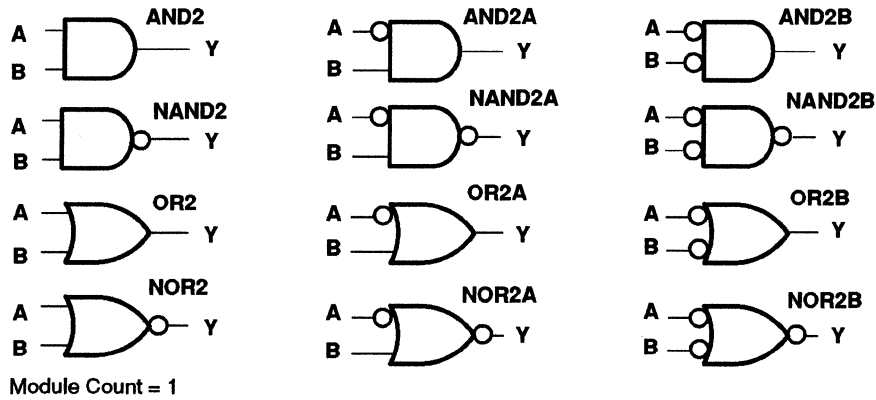 AND2 AND2A AND2B
A Y A Y A Y
B B B
NAND2 NAND2A NAND2B
A Y A Y A Y
B B B
OR2 OR2A OR2B
A Y A Y A Y
B B B
NOR2 NOR2A NOR2B
A Y A Y A Y
B B B
Module Count = 1